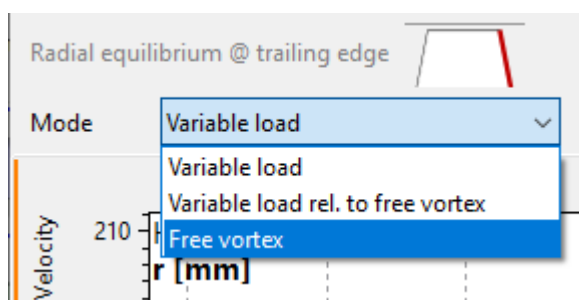 Radial equilibrium @ trailing edge
Mode
Variable load
Variable load
Variable load rel. to free vortex
Free vortex
Velocity
210
r [mm]